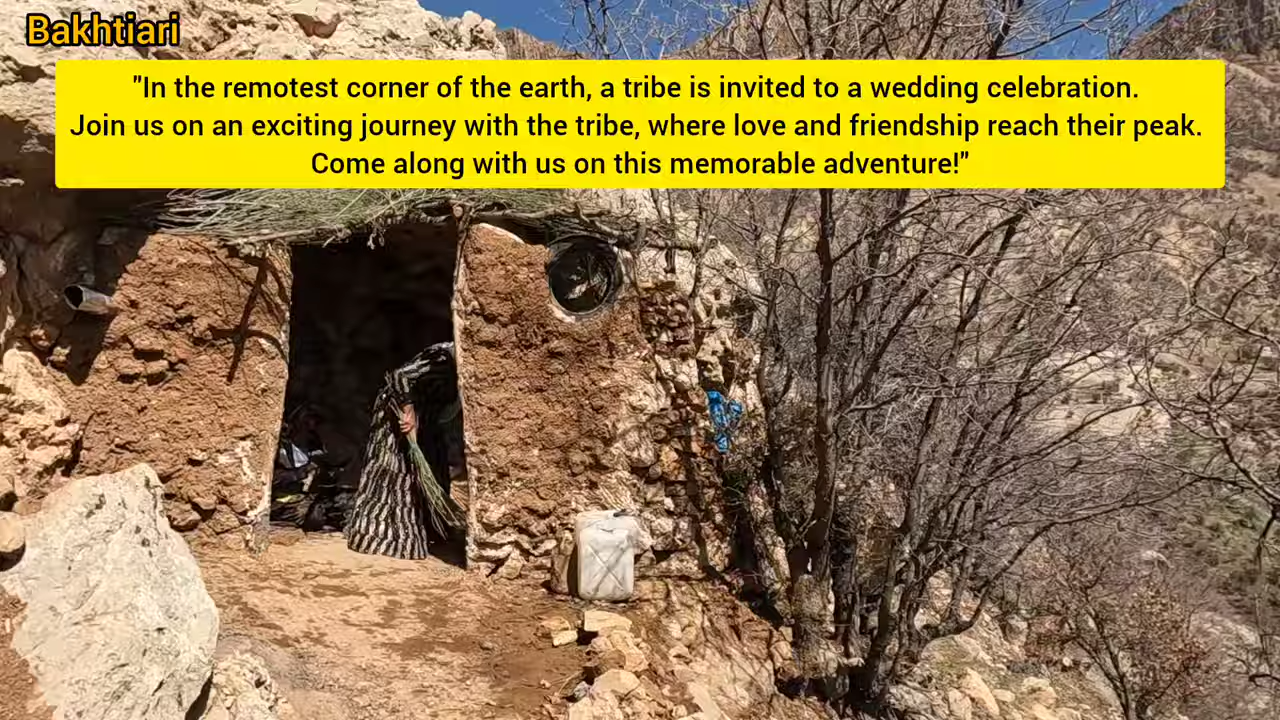 Bakhtiari
"In the remotest corner of the earth, a tribe is invited to a wedding celebration.
Join us on an exciting journey with the tribe, where love and friendship reach their peak.
Come along with us on this memorable adventure!"